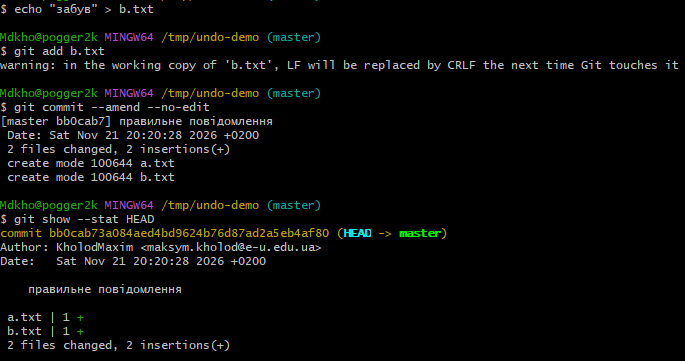 $ echo "забув" > b.txt
Mdkho@pogger2k MINGW64 /tmp/undo-demo (master)
$ git add b.txt
warning: in the working copy of 'b.txt', LF will be replaced by CRLF the next time Git touches it
Mdkho@pogger2k MINGW64 /tmp/undo-demo (master)
$ git commit --amend --no-edit
[master bb0cab7] правильне повідомлення
 Date: Sat Nov 21 20:20:28 2026 +0200
 2 files changed, 2 insertions(+)
 create mode 100644 a.txt
 create mode 100644 b.txt
Mdkho@pogger2k MINGW64 /tmp/undo-demo (master)
$ git show --stat HEAD
commit bb0cab73a084aed4bd9624b76d87ad2a5eb4af80 (HEAD -> master)
Author: KholodMaxim <maksym.kholod@e-u.edu.ua>
Date:   Sat Nov 21 20:20:28 2026 +0200
    правильне повідомлення
 a.txt | 1 +
 b.txt | 1 +
 2 files changed, 2 insertions(+)